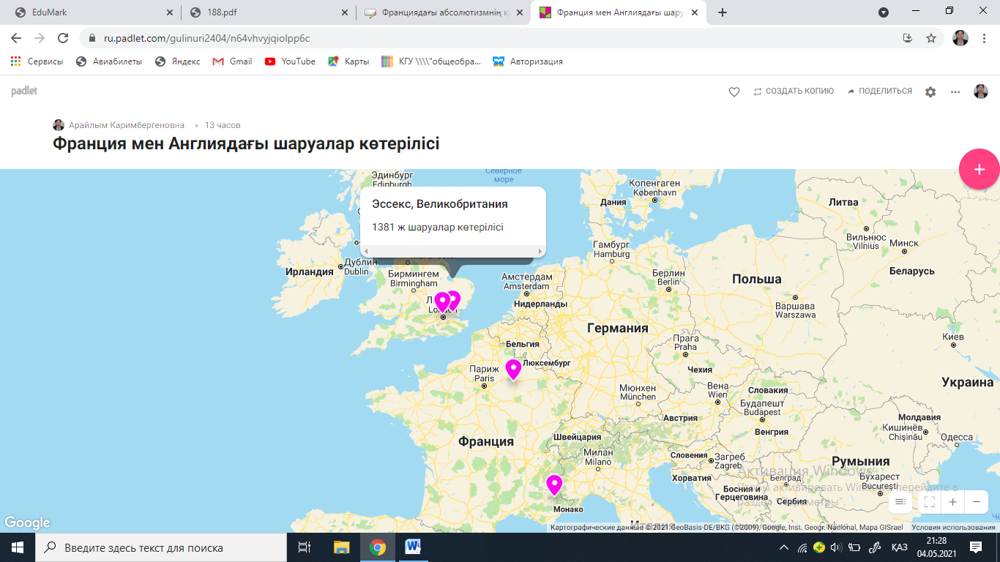 EduMark
188.pdf
Франциядағы абсолютизмнің қ
Франция мен Англиядағы шару
ru.padlet.com/gulinuri2404/n64vhvyjqiolpp6c
Сервисы
Авиабилеты
Яндекс
Gmail
YouTube
Карты
КГУ \\\\"общеобра...
Авторизация
padlet
СОЗДАТЬ КОПИЮ
ПОДЕЛИТЬСЯ
Арайлым Каримбергеновна
13 часов
Франция мен Англиядағы шаруалар көтерілісі
Северное
море
Эдинбург
Edinburgh
Копенгаген
København
Дания
Литва
Эссекс, Великобритания
1381 ж шаруалар көтерілісі
Вильнюс
Vilnius
Минск
Гамбург
Hamburg
Дублин
Dublin
Ирландия
Manchester
Бирмингем
Birmingham
Амстердам
Amsterdam
Берлин
Berlin
Польша
Беларусь
London
Нидерланды
Варшава
Warszawa
Германия
Бельгия
Прага
Praha
Киев
Люксембург
Париж
Paris
Чехия
Украина
Мюнхен
München
Вена
Wien
Словакия
Будапешт
Budapest
Австрия
Венгрия
Молдавия
Кишинёв
Chişinău
Одесса
Швейцария
Франция
Милан
Milano
Словения
Загреб
Zagreb
Румыния
Хорватия
Белград
Бухарест
București
Босния и
Герцеговина
Сербия
Монако
Активация Windows
Чтобы активировать Windows, перейдите в
раздел "Параметры".
Google
Картографические данные ©2021 GeoBasis-DE/BKG (©2009), Google, Inst. Geogr. Nacional, Mapa GISrael
Условия использования
Введите здесь текст для поиска
ҚАЗ
21:28
04.05.2021